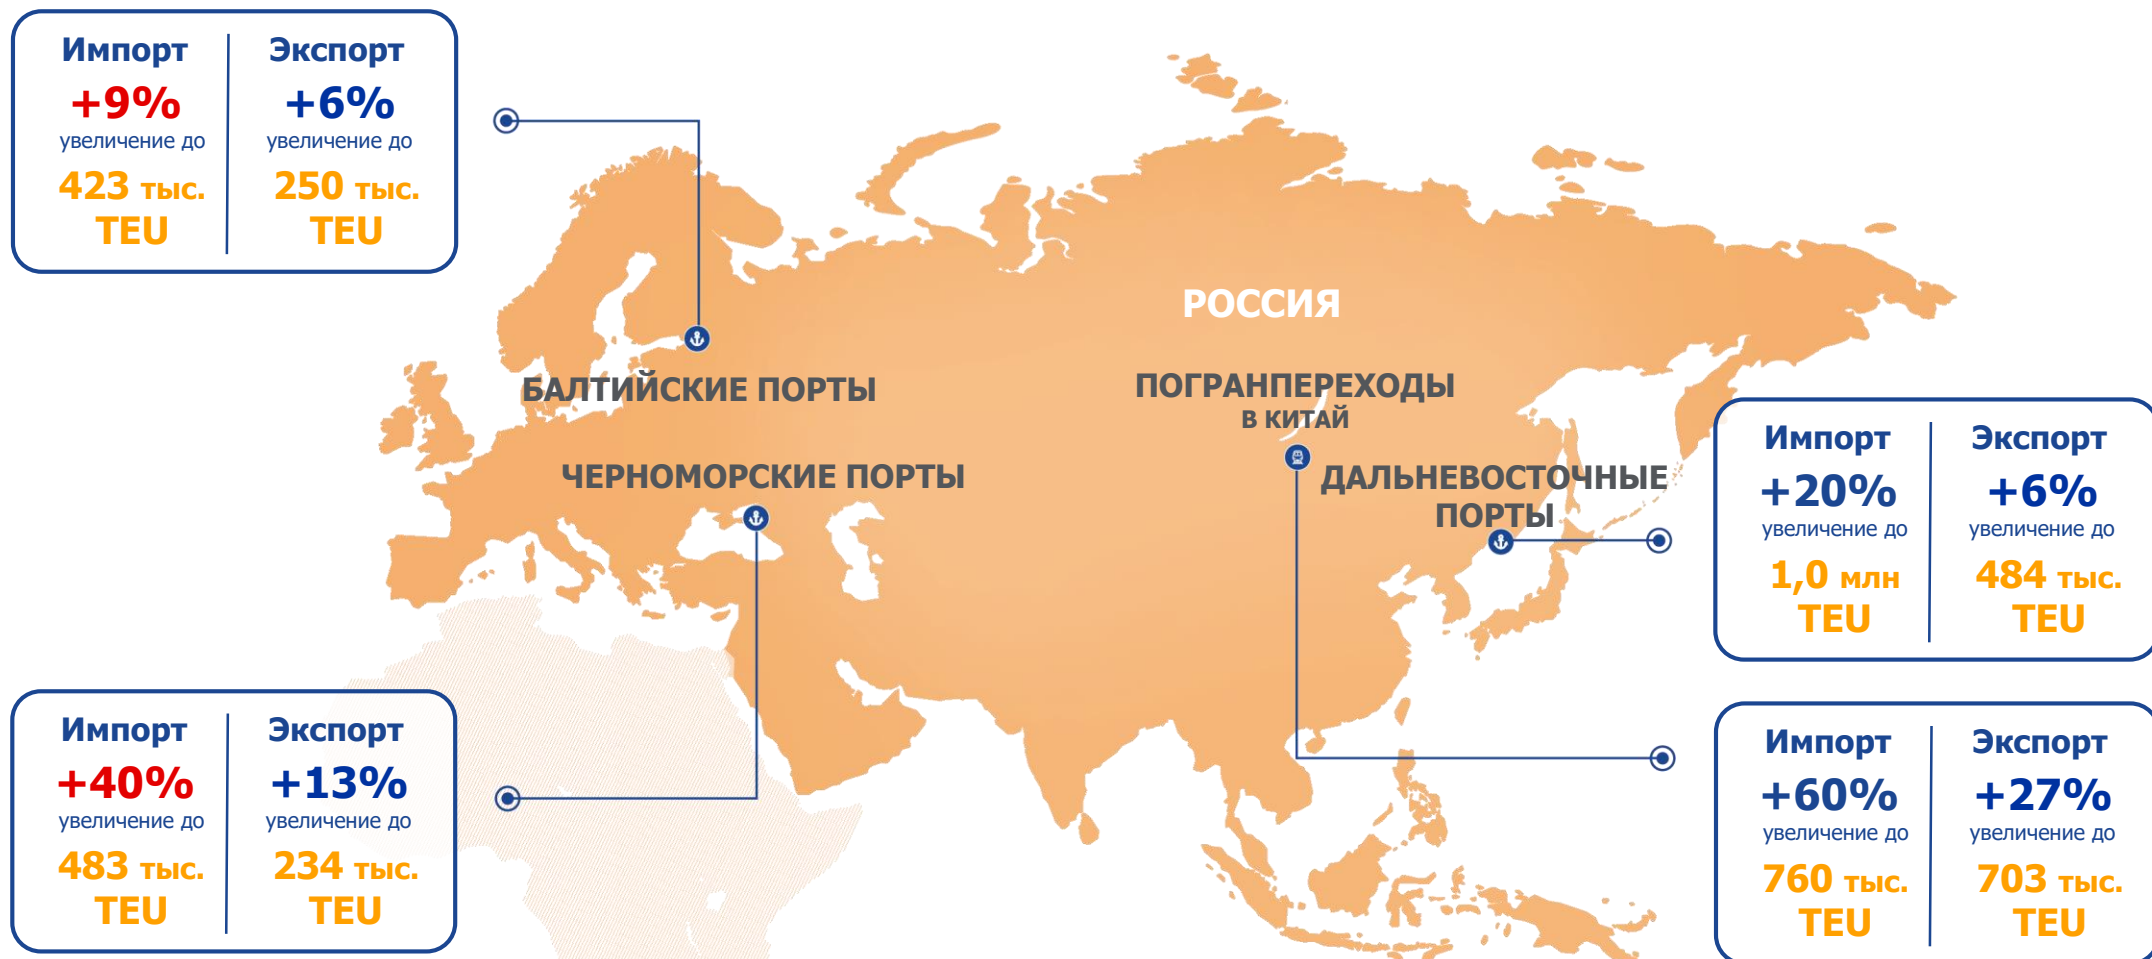 Импорт
+9%
увеличение до
423 тыс.
TEU
Экспорт
+6%
увеличение до
250 тыс.
TEU
РОССИЯ
БАЛТИЙСКИЕ ПОРТЫ
ПОГРАНПЕРЕХОДЫ
В КИТАЙ
ЧЕРНОМОРСКИЕ ПОРТЫ
ДАЛЬНЕВОСТОЧНЫЕ
ПОРТЫ
Импорт
+20%
увеличение до
1,0 млн
TEU
Экспорт
+6%
увеличение до
484 тыс.
TEU
Импорт
+40%
увеличение до
483 тыс.
TEU
Экспорт
+13%
увеличение до
234 тыс.
TEU
Импорт
+60%
увеличение до
760 тыс.
TEU
Экспорт
+27%
увеличение до
703 тыс.
TEU